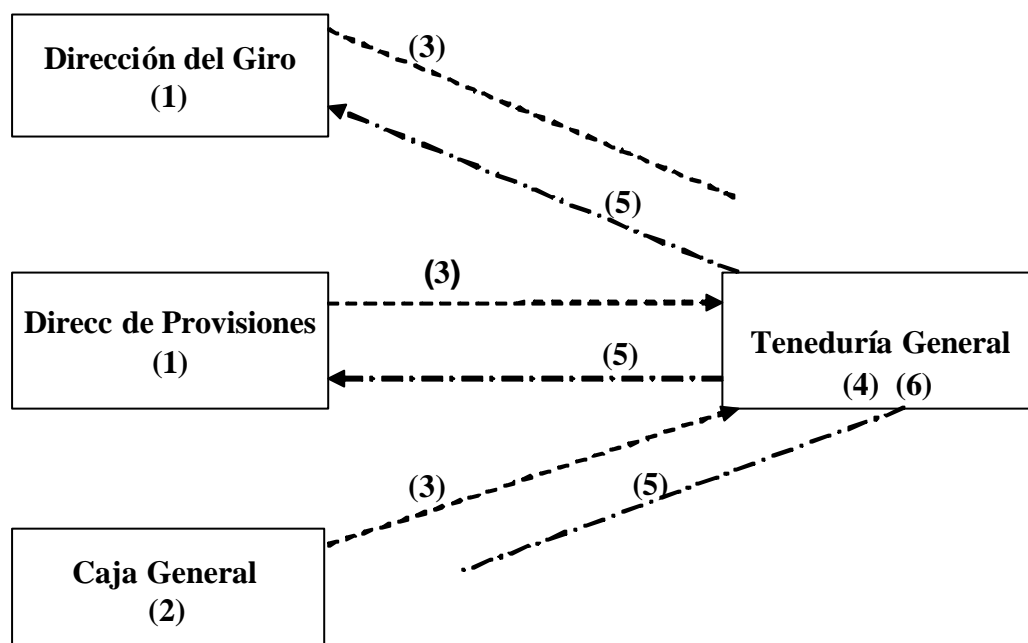 Dirección del Giro
(1)
(3)
(5)
Direcc de Provisiones
(1)
(3)
(5)
Teneduría General
(4) (6)
(3)
(5)
Caja General
(2)